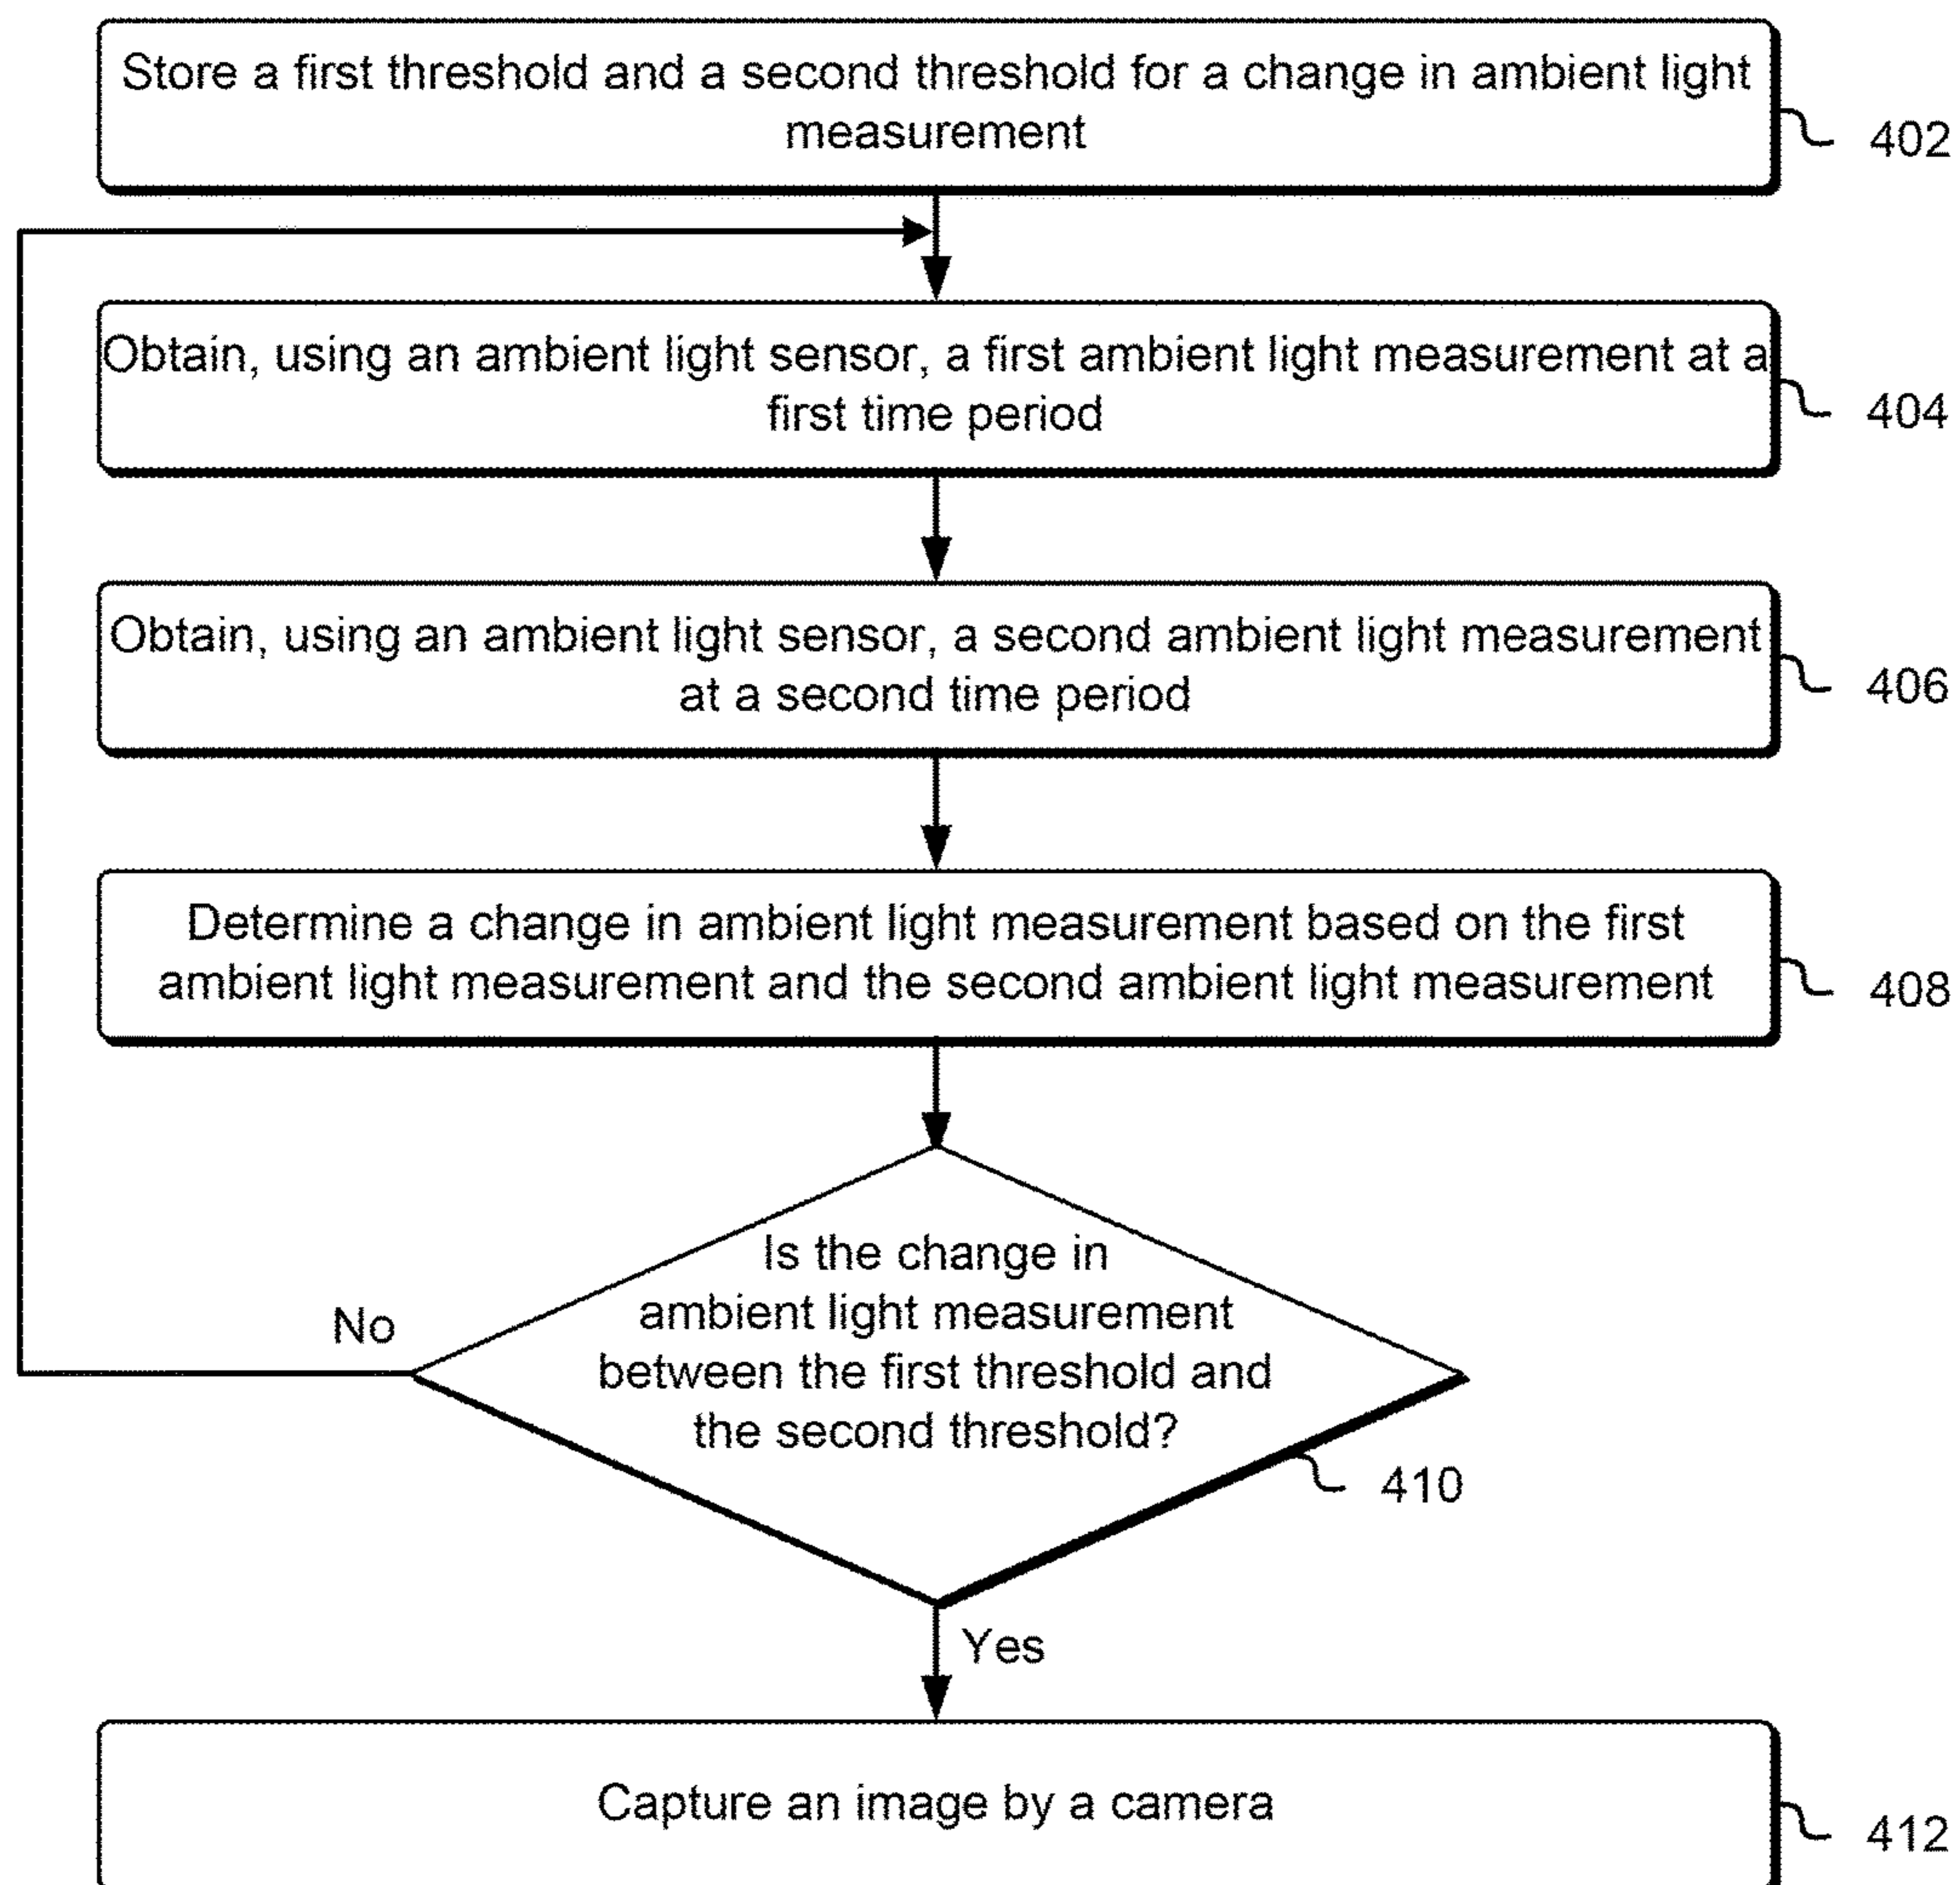 Store a first threshold and a second threshold for a change in ambient light
measurement
402
Obtain, using an ambient light sensor, a first ambient light measurement at a
first time period
404
Obtain, using an ambient light sensor, a second ambient light measurement
at a second time period
406
Determine a change in ambient light measurement based on the first
ambient light measurement and the second ambient light measurement
408
Is the change in
ambient light measurement
between the first threshold and
the second threshold?
No
410
Yes
Capture an image by a camera
412